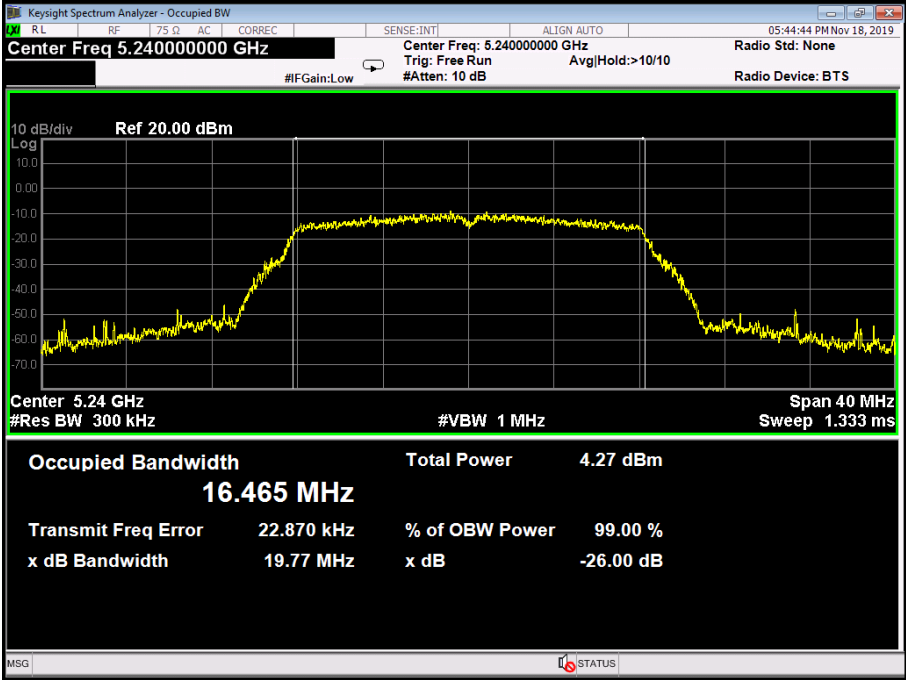 Keysight Spectrum Analyzer - Occupied BW
LXI RL RF 75 Ω AC CORREC SENSE:INT ALIGN AUTO 05:44:44 PM Nov 18, 2019
Center Freq 5.240000000 GHz Center Freq: 5.240000000 GHz Radio Std: None
Trig: Free Run Avg|Hold:>10/10
#IFGain:Low #Atten: 10 dB Radio Device: BTS
10 dB/div Ref 20.00 dBm
Log
10.0
0.00
-10.0
-20.0
-30.0
-40.0
-50.0
-60.0
-70.0
Center 5.24 GHz Span 40 MHz
#Res BW 300 kHz #VBW 1 MHz Sweep 1.333 ms
Occupied Bandwidth Total Power 4.27 dBm
16.465 MHz
Transmit Freq Error 22.870 kHz % of OBW Power 99.00 %
x dB Bandwidth 19.77 MHz x dB -26.00 dB
MSG STATUS